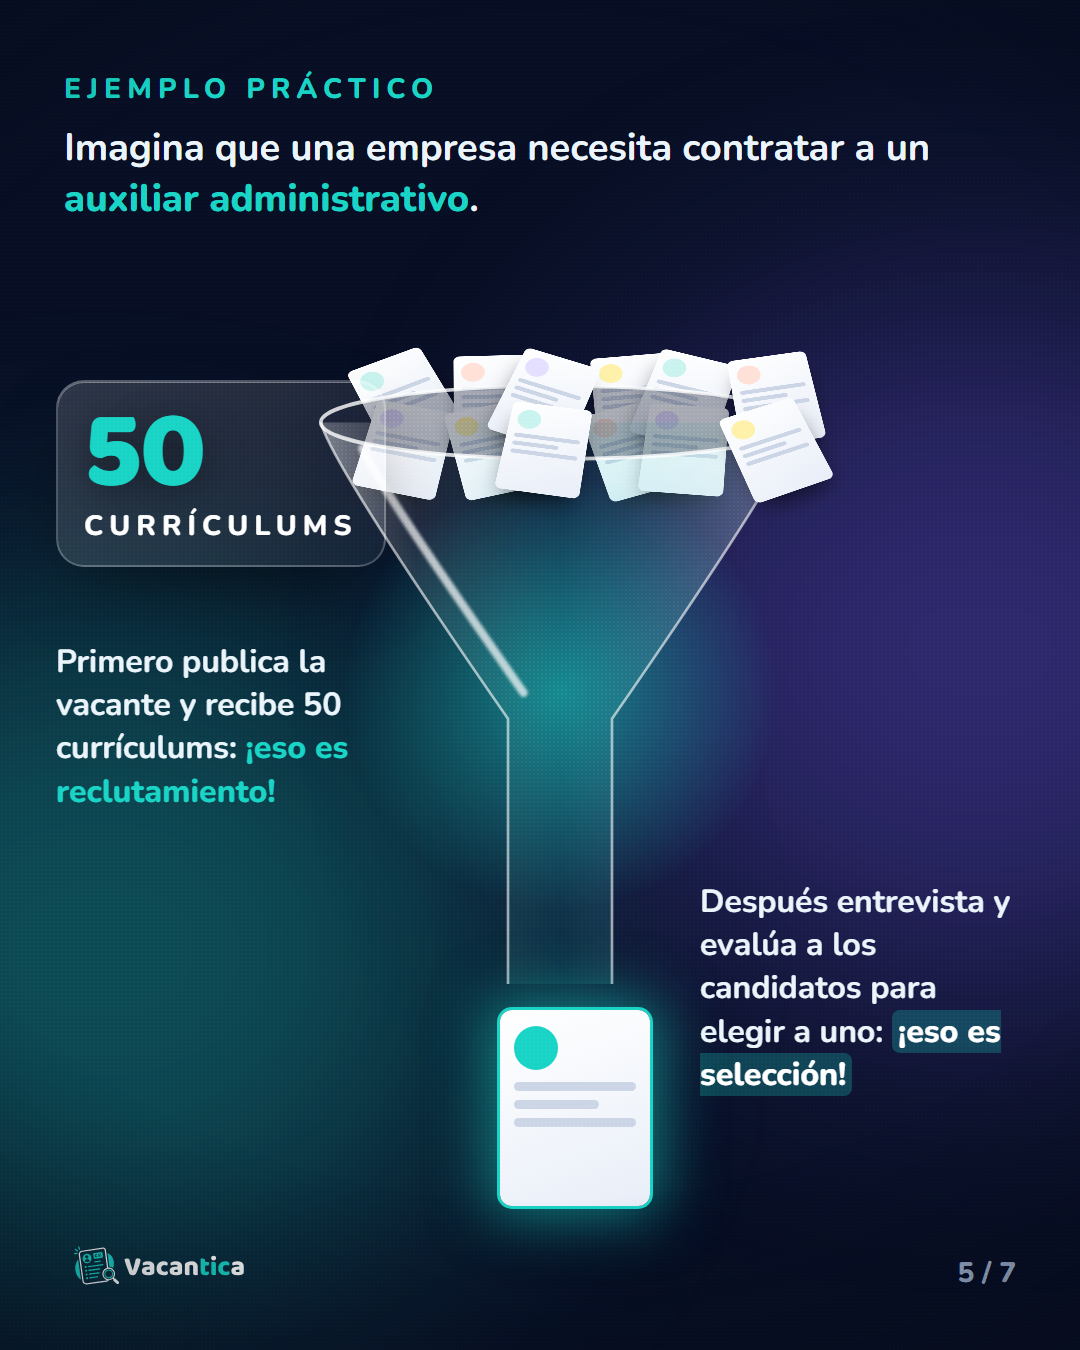 EJEMPLO PRÁCTICO
Imagina que una empresa necesita contratar a un
auxiliar administrativo.
50
CURRÍCULUMS
Primero publica la
vacante y recibe 50
currículums: ¡eso es
reclutamiento!
Después entrevista y
evalúa a los
candidatos para
elegir a uno: ¡eso es
selección!
Vacantica
5 / 7